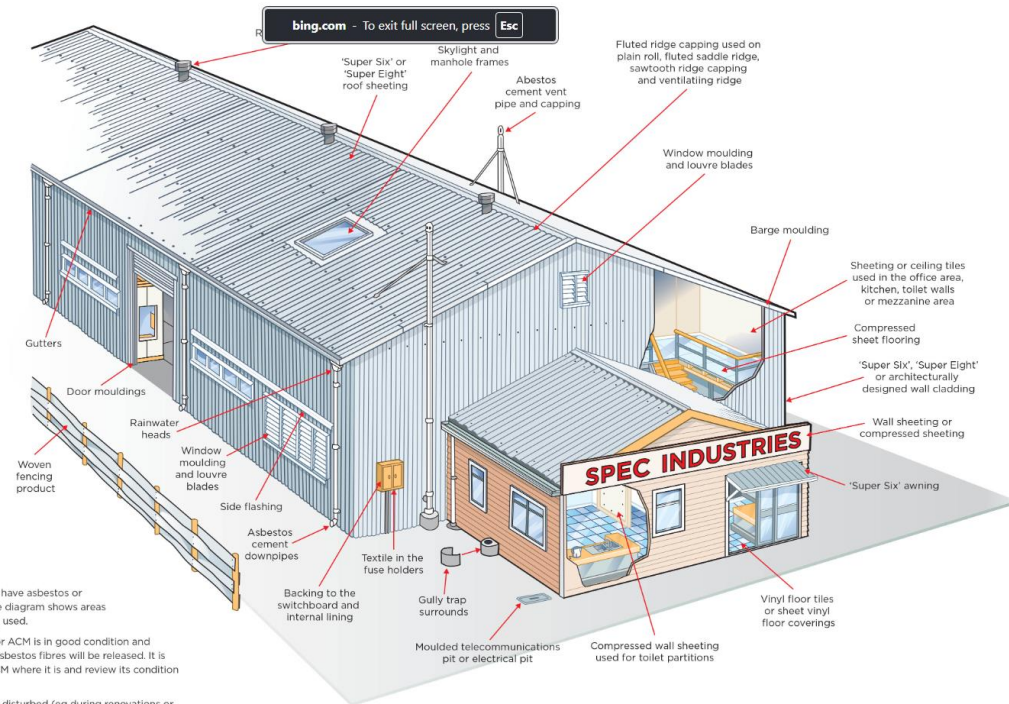 bing.com - To exit full screen, press Esc
R
Skylight and
manhole frames
'Super Six' or
'Super Eight'
roof sheeting
Abestos
cement vent
pipe and capping
Fluted ridge capping used on
plain roll, fluted saddle ridge,
sawtooth ridge capping
and ventilatiing ridge
Window moulding
and louvre blades
Barge moulding
Sheeting or ceiling tiles
used in the office area,
kitchen, toilet walls
or mezzanine area
Compressed
sheet flooring
'Super Six', 'Super Eight'
or architecturally
designed wall cladding
Wall sheeting or
compressed sheeting
'Super Six' awning
SPEC INDUSTRIES
Gutters
Door mouldings
Rainwater
heads
Woven
fencing
product
Window
moulding
and louvre
blades
Side flashing
Asbestos
cement
downpipes
Textile in the
fuse holders
Backing to the
switchboard and
internal lining
Gully trap
surrounds
Moulded telecommunications
pit or electrical pit
Compressed wall sheeting
used for toilet partitions
Vinyl floor tiles
or sheet vinyl
floor coverings
have asbestos or
diagram shows areas
used.
ACM is in good condition and
fibres will be released. It is
where it is and review its condition
disturbed (eg during renovations or